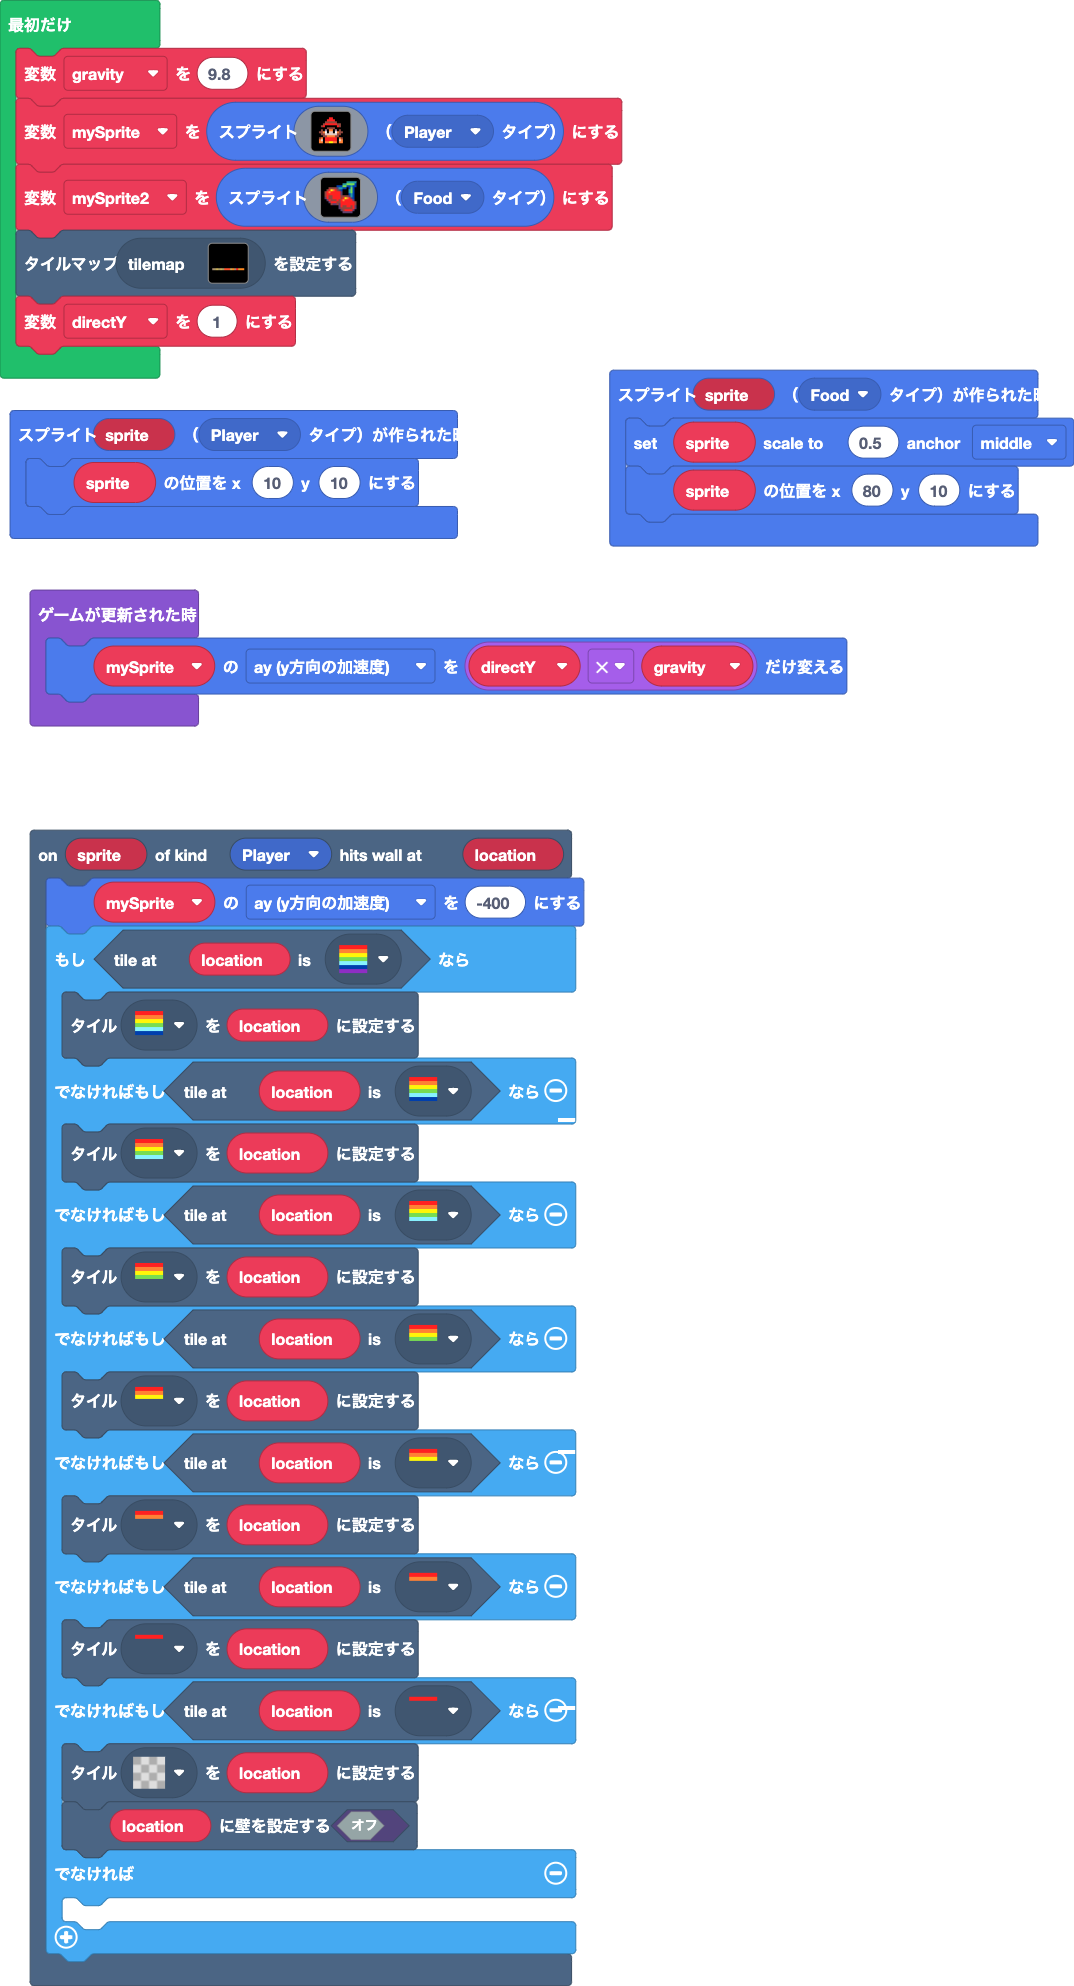 最初だけ
変数 gravity を 9.8 にする
変数 mySprite を スプライト ( Player タイプ) にする
変数 mySprite2 を スプライト ( Food タイプ) にする
タイルマップ tilemap を設定する
変数 directY を 1 にする
スプライト sprite ( Food タイプ) が作られた
set sprite scale to 0.5 anchor middle
sprite の位置を x 80 y 10 にする
スプライト sprite ( Player タイプ) が作られた
sprite の位置を x 10 y 10 にする
ゲームが更新された時
mySprite の ay (y方向の加速度) を directY × gravity だけ変える
on sprite of kind Player hits wall at location
mySprite の ay (y方向の加速度) を -400 にする
もし tile at location is なら
タイル を location に設定する
でなければもし tile at location is なら
タイル を location に設定する
でなければもし tile at location is なら
タイル を location に設定する
でなければもし tile at location is なら
タイル を location に設定する
でなければもし tile at location is なら
タイル を location に設定する
でなければもし tile at location is なら
タイル を location に設定する
でなければもし tile at location is なら
タイル を location に設定する
location に壁を設定する オフ
でなければ